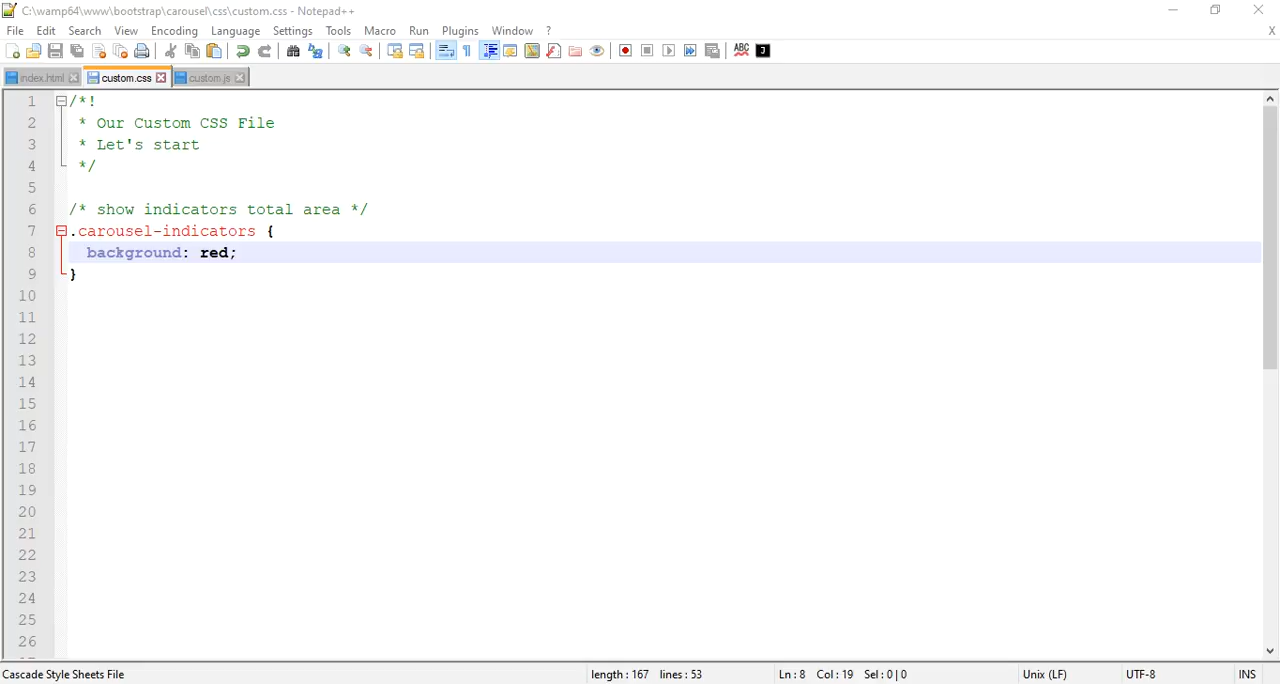 C:\wamp64\www\bootstrap\carousel\css\custom.css - Notepad++
File Edit Search View Encoding Language Settings Tools Macro Run Plugins Window ? X
index.html custom.css custom.js
1 /*!
2 * Our Custom CSS File
3 * Let's start
4 */
5
6 /* show indicators total area */
7 .carousel-indicators {
8 background: red;
9 }
10
11
12
13
14
15
16
17
18
19
20
21
22
23
24
25
26
Cascade Style Sheets File length : 167 lines : 53 Ln : 8 Col : 19 Sel : 0 | 0 Unix (LF) UTF-8 INS